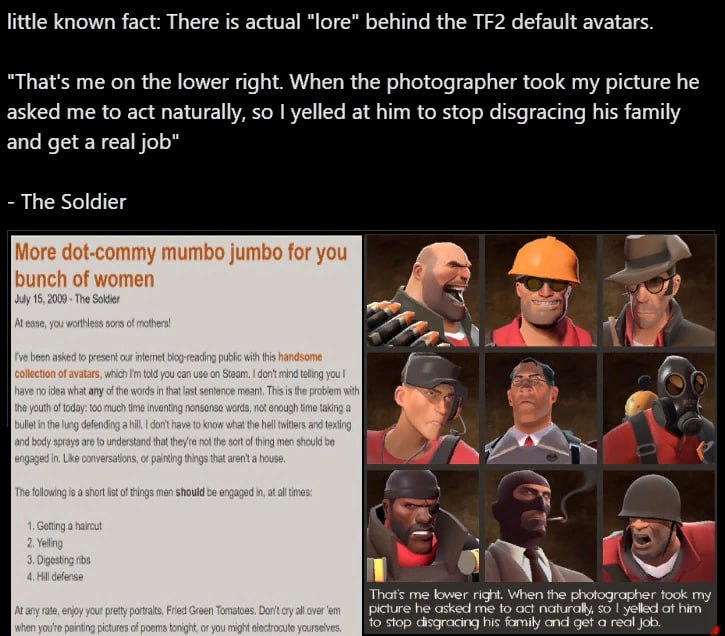 little known fact: There is actual "lore" behind the TF2 default avatars.
"That's me on the lower right. When the photographer took my picture he
asked me to act naturally, so I yelled at him to stop disgracing his family
and get a real job"
- The Soldier
More dot-commy mumbo jumbo for you
bunch of women
July 15, 2009 - The Soldier
At ease, you worthless sons of mothers!
I've been asked to present our internet blog-reading public with this handsome
collection of avatars, which I'm told you can use on Steam. I don't mind telling you I
have no idea what any of the words in that last sentence meant. This is the problem with
the youth of today: too much time inventing nonsense words, not enough time taking a
bullet in the lung defending a hill. I don't have to know what the hell twitters and texting
and body sprays are to understand that they're not the sort of thing men should be
engaged in. Like conversations, or painting things that aren't a house.
The following is a short list of things men should be engaged in, at all times:
1. Getting a haircut
2. Yelling
3. Digesting ribs
4. Hill defense
At any rate, enjoy your pretty portraits, Fried Green Tomatoes. Don't cry all over 'em
when you're painting pictures of poems tonight, or you might electrocute yourselves.
That's me lower right. When the photographer took my
picture he asked me to act naturally, so I yelled at him
to stop disgracing his family and get a real job.